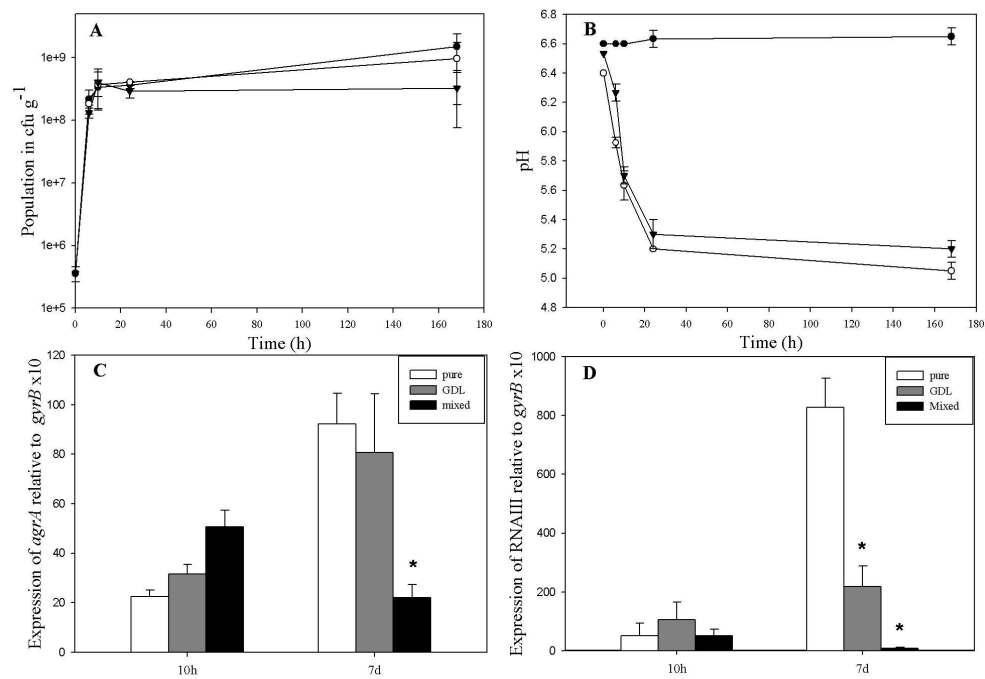 A
Population in cfu g-1
1e+9
1e+8
1e+7
1e+6
1e+5
0 20 40 60 80 100 120 140 160 180
Time (h)
B
pH
6.8
6.6
6.4
6.2
6.0
5.8
5.6
5.4
5.2
5.0
4.8
0 20 40 60 80 100 120 140 160 180
Time (h)
C
Expression of agrA relative to gyrB x10
120
100
80
60
40
20
0
pure
GDL
mixed
*
10h 7d
D
Expression of RNAIII relative to gyrB x10
1000
800
600
400
200
0
pure
GDL
Mixed
*
*
10h 7d